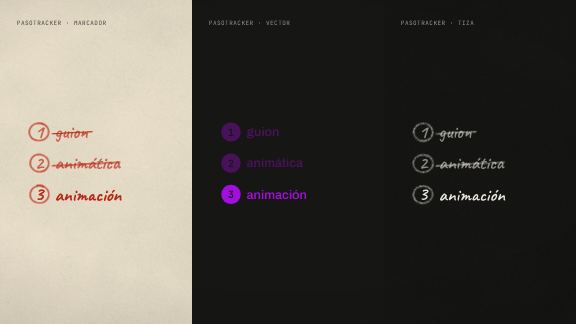 PASOTRACKER · MARCADOR
1 guion
2 animática
3 animación
PASOTRACKER · VECTOR
1 guion
2 animática
3 animación
PASOTRACKER · TIZA
1 guion
2 animática
3 animación